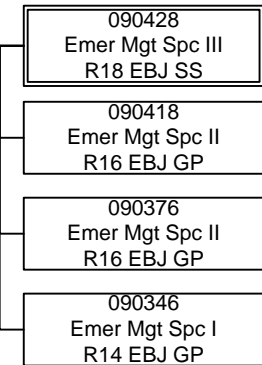 090428
Emer Mgt Spc III
R18 EBJ SS
090418
Emer Mgt Spc II
R16 EBJ GP
090376
Emer Mgt Spc II
R16 EBJ GP
090346
Emer Mgt Spc I
R14 EBJ GP